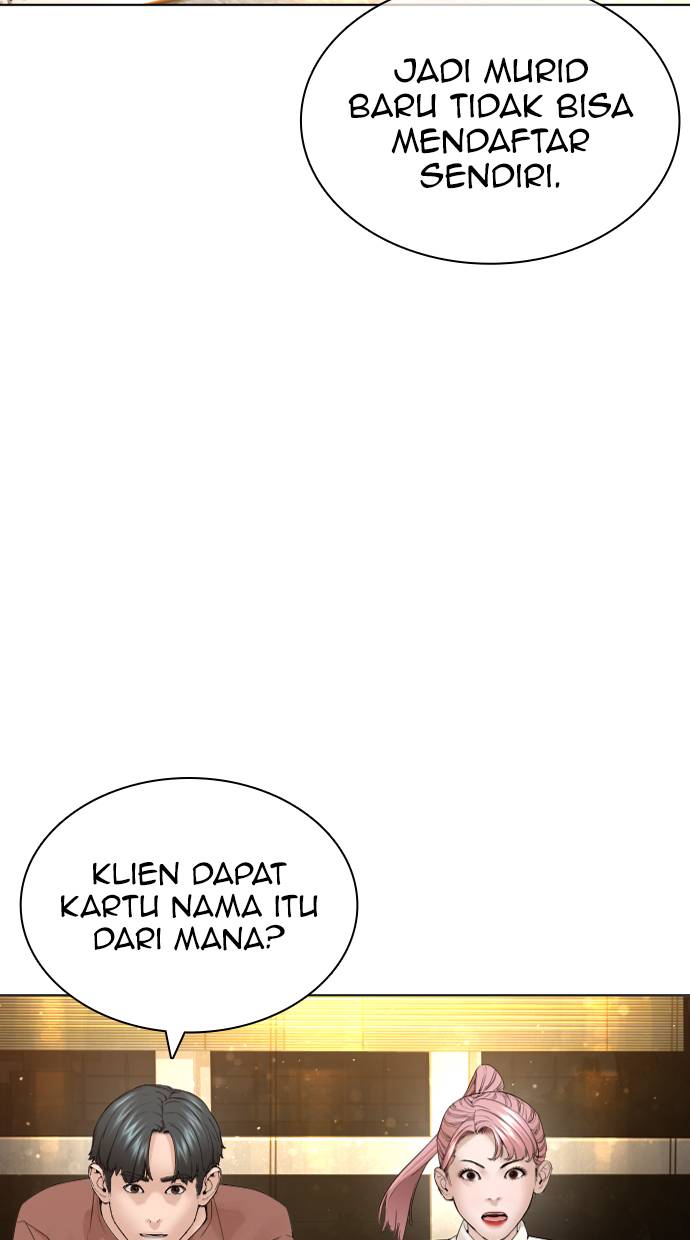 JADI MURID
BARU TIDAK BISA
MENDAFTAR
SENDIRI.
KLIEN DAPAT
KARTU NAMA ITU
DARI MANA?